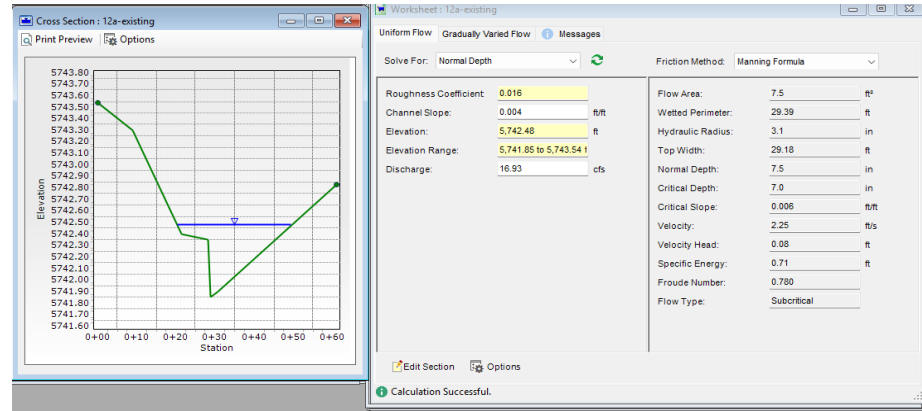 Cross Section : 12a-existing
Print Preview Options
5743.80
5743.70
5743.60
5743.50
5743.40
5743.30
5743.20
5743.10
5743.00
5742.90
5742.80
5742.70
5742.60
5742.50
5742.40
5742.30
5742.20
5742.10
5742.00
5741.90
5741.80
5741.70
5741.60
Elevation
0+00 0+10 0+20 0+30 0+40 0+50 0+60
Station
Worksheet : 12a-existing
Uniform Flow Gradually Varied Flow Messages
Solve For: Normal Depth Friction Method: Manning Formula
Roughness Coefficient: 0.016
Channel Slope: 0.004 ft/ft
Elevation: 5,742.48 ft
Elevation Range: 5,741.85 to 5,743.54 f
Discharge: 16.93 cfs
Flow Area: 7.5 ft²
Wetted Perimeter: 29.39 ft
Hydraulic Radius: 3.1 in
Top Width: 29.18 ft
Normal Depth: 7.5 in
Critical Depth: 7.0 in
Critical Slope: 0.006 ft/ft
Velocity: 2.25 ft/s
Velocity Head: 0.08 ft
Specific Energy: 0.71 ft
Froude Number: 0.780
Flow Type: Subcritical
Edit Section Options
Calculation Successful.